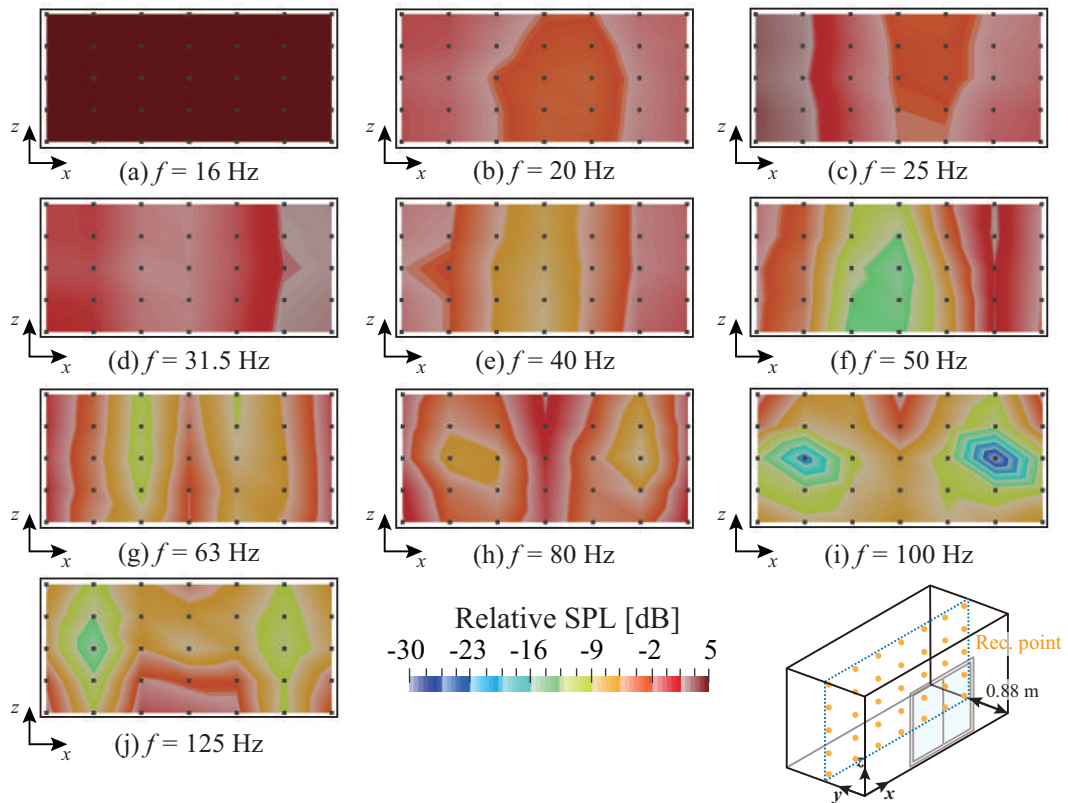 z
x
(a) f = 16 Hz
(b) f = 20 Hz
z
x
(c) f = 25 Hz
z
x
z
x
(d) f = 31.5 Hz
z
x
(e) f = 40 Hz
z
x
(f) f = 50 Hz
z
x
(g) f = 63 Hz
z
x
(h) f = 80 Hz
z
x
(i) f = 100 Hz
z
x
(j) f = 125 Hz
Relative SPL [dB]
-30 -23 -16 -9 -2 5
Rec. point
0.88 m
z
y
x